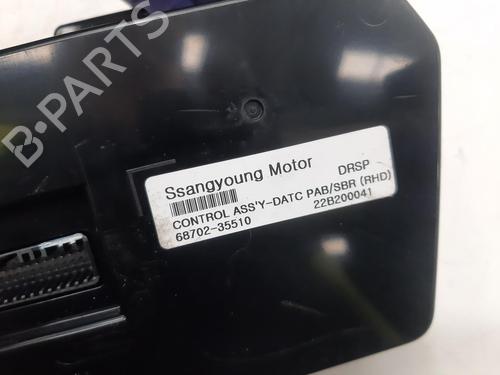 B-PARTS
Ssangyoung Motor
DRSP
CONTROL ASS'Y-DATC PAB/SBR (RHD)
68702-35510
22B200041